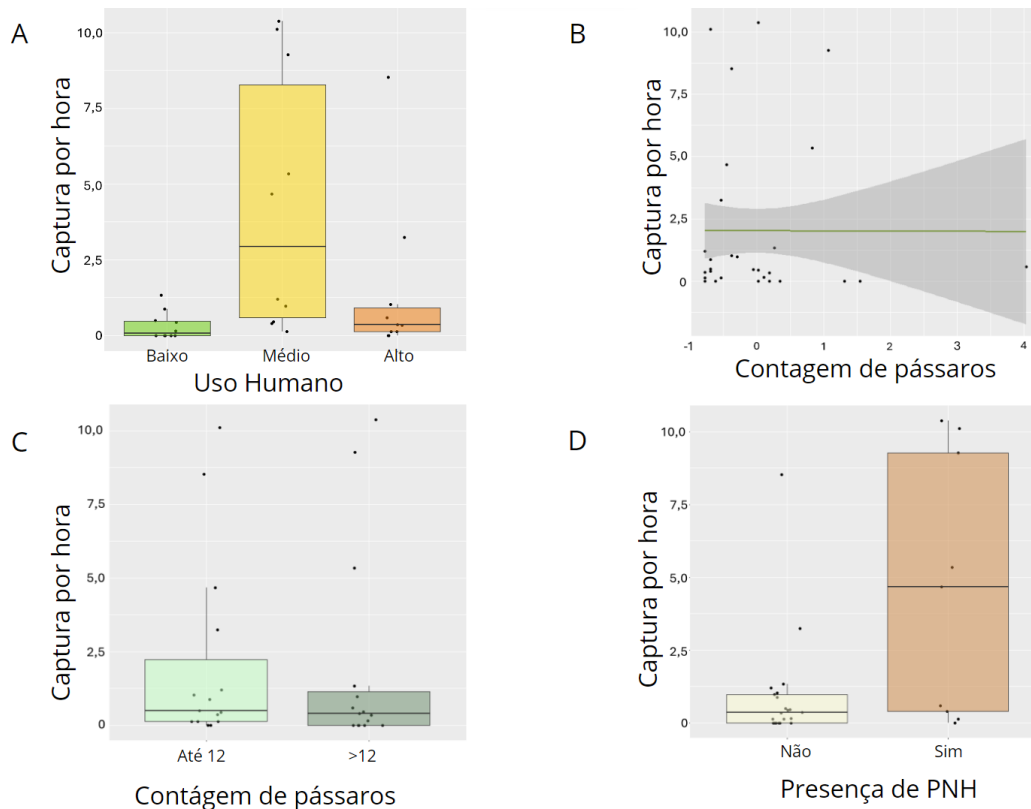 A
Captura por hora
10,0
7,5
5,0
2,5
0
Baixo Médio Alto
Uso Humano
B
Captura por hora
10,0
7,5
5,0
2,5
0
-1 0 1 2 3 4
Contagem de pássaros
C
Captura por hora
10,0
7,5
5,0
2,5
0
Até 12 >12
Contágem de pássaros
D
Captura por hora
10,0
7,5
5,0
2,5
0
Não Sim
Presença de PNH